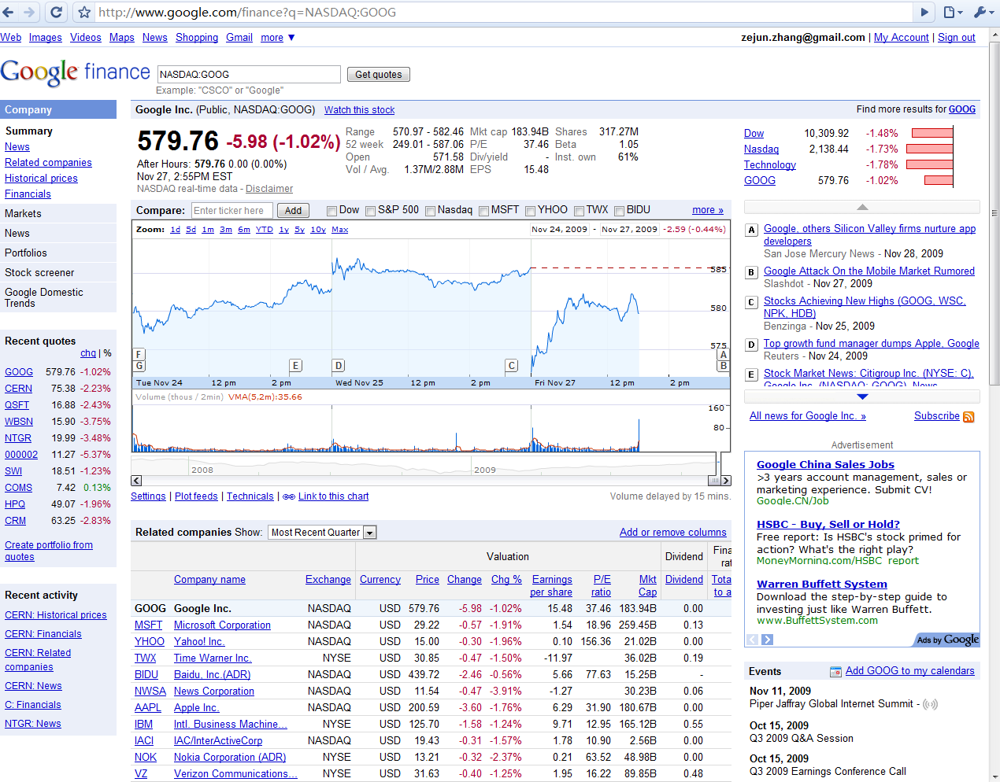 http://www.google.com/finance?q=NASDAQ:GOOG
Web Images Videos Maps News Shopping Gmail more ▼
zejun.zhang@gmail.com | My Account | Sign out
Google finance
NASDAQ:GOOG
Get quotes
Example: "CSCO" or "Google"
Company
Summary
News
Related companies
Historical prices
Financials
Markets
News
Portfolios
Stock screener
Google Domestic
Trends
Recent quotes
chg | %
GOOG 579.76 -1.02%
CERN 75.38 -2.23%
QSFT 16.88 -2.43%
WBSN 15.90 -3.75%
NTGR 19.99 -3.48%
000002 11.27 -5.37%
SWI 18.51 -1.23%
COMS 7.42 0.13%
HPQ 49.07 -1.96%
CRM 63.25 -2.83%
Create portfolio from
quotes
Recent activity
CERN: Historical prices
CERN: Financials
CERN: Related
companies
CERN: News
C: Financials
NTGR: News
Google Inc. (Public, NASDAQ:GOOG) Watch this stock
Find more results for GOOG
579.76 -5.98 (-1.02%)
After Hours: 579.76 0.00 (0.00%)
Nov 27, 2:55PM EST
NASDAQ real-time data - Disclaimer
Range 570.97 - 582.46 Mkt cap 183.94B Shares 317.27M
52 week 249.01 - 587.06 P/E 37.46 Beta 1.05
Open 571.58 Div/yield - Inst. own 61%
Vol / Avg. 1.37M/2.88M EPS 15.48
Compare: Enter ticker here Add Dow S&P 500 Nasdaq MSFT YHOO TWX BIDU more »
Zoom: 1d 5d 1m 3m 6m YTD 1y 5y 10y Max
Nov 24, 2009 - Nov 27, 2009 -2.59 (-0.44%)
585
580
575
F
G
E
D
C
A
B
Tue Nov 24 12 pm 2 pm Wed Nov 25 12 pm 2 pm Fri Nov 27 12 pm 2 pm
Volume (thous / 2min) VMA(5,2m):35.66
160
80
2008 2009
Settings | Plot feeds | Technicals | Link to this chart
Volume delayed by 15 mins.
Related companies Show: Most Recent Quarter
Add or remove columns
Valuation Dividend Fina
rat
Company name Exchange Currency Price Change Chg % Earnings per share P/E ratio Mkt Cap Dividend Tota
to a
GOOG Google Inc. NASDAQ USD 579.76 -5.98 -1.02% 15.48 37.46 183.94B 0.00
MSFT Microsoft Corporation NASDAQ USD 29.22 -0.57 -1.91% 1.54 18.96 259.45B 0.13
YHOO Yahoo! Inc. NASDAQ USD 15.00 -0.30 -1.96% 0.10 156.36 21.02B 0.00
TWX Time Warner Inc. NYSE USD 30.85 -0.47 -1.50% -11.97 36.02B 0.19
BIDU Baidu, Inc.(ADR) NASDAQ USD 439.72 -2.46 -0.56% 5.66 77.63 15.25B -
NWSA News Corporation NASDAQ USD 11.54 -0.47 -3.91% -1.27 30.23B 0.06
AAPL Apple Inc. NASDAQ USD 200.59 -3.60 -1.76% 6.29 31.90 180.67B 0.00
IBM Intl. Business Machine... NYSE USD 125.70 -1.58 -1.24% 9.71 12.95 165.12B 0.55
IACI IAC/InterActiveCorp NASDAQ USD 19.43 -0.31 -1.57% 1.78 10.90 2.56B 0.00
NOK Nokia Corporation (ADR) NYSE USD 13.21 -0.32 -2.37% 0.21 63.52 48.98B 0.00
VZ Verizon Communications... NYSE USD 31.63 -0.40 -1.25% 1.95 16.22 89.85B 0.48
Dow 10,309.92 -1.48%
Nasdaq 2,138.44 -1.73%
Technology -1.78%
GOOG 579.76 -1.02%
A Google, others Silicon Valley firms nurture app
developers
San Jose Mercury News - Nov 28, 2009
B Google Attack On the Mobile Market Rumored
Slashdot - Nov 27, 2009
C Stocks Achieving New Highs (GOOG, WSC,
NPK, HDB)
Benzinga - Nov 25, 2009
D Top growth fund manager dumps Apple, Google
Reuters - Nov 24, 2009
E Stock Market News: Citigroup Inc. (NYSE: C),
Google Inc. (NASDAQ: GOOG), News
All news for Google Inc. » Subscribe
Advertisement
Google China Sales Jobs
>3 years account management, sales or
marketing experience. Submit CV!
Google.CN/Job
HSBC - Buy, Sell or Hold?
Free report: Is HSBC's stock primed for
action? What's the right play?
MoneyMorning.com/HSBC_report
Warren Buffett System
Download the step-by-step guide to
investing just like Warren Buffett.
www.BuffettSystem.com
Ads by Google
Events Add GOOG to my calendars
Nov 11, 2009
Piper Jaffray Global Internet Summit -
Oct 15, 2009
Q3 2009 Q&A Session
Oct 15, 2009
Q3 2009 Earnings Conference Call